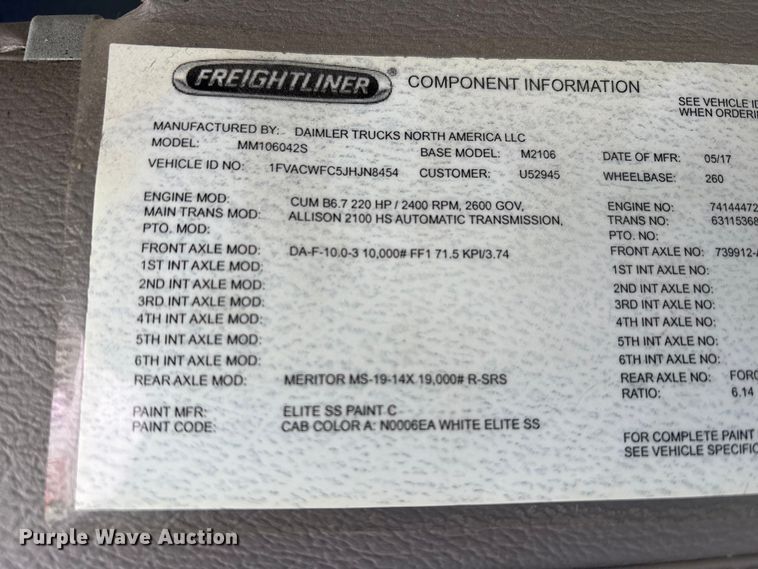 FREIGHTLINER ® COMPONENT INFORMATION
SEE VEHICLE
WHEN
MANUFACTURED BY: DAIMLER TRUCKS NORTH AMERICA LLC
MODEL: MM106042S BASE MODEL: M2106 DATE OF MFR: 05/17
VEHICLE ID NO: 1FVACWFC5JHJN8454 CUSTOMER: U52945 WHEELBASE: 260
ENGINE MOD: CUM B6.7 220 HP / 2400 RPM, 2600 GOV, ENGINE NO: 74144472
MAIN TRANS MOD: ALLISON 2100 HS AUTOMATIC TRANSMISSION, TRANS NO: 63115368
PTO. MOD: PTO. NO:
FRONT AXLE MOD: DA-F-10.0-3 10,000# FF1 71.5 KPI/3.74 FRONT AXLE NO: 739912-
1ST INT AXLE MOD: 1ST INT AXLE NO:
2ND INT AXLE MOD: 2ND INT AXLE NO:
3RD INT AXLE MOD: 3RD INT AXLE NO:
4TH INT AXLE MOD: 4TH INT AXLE NO:
5TH INT AXLE MOD: 5TH INT AXLE NO:
6TH INT AXLE MOD: 6TH INT AXLE NO:
REAR AXLE MOD: MERITOR MS-19-14X 19,000# R-SRS REAR AXLE NO: FORC
RATIO: 6.14
PAINT MFR: ELITE SS PAINT C
PAINT CODE: CAB COLOR A: N0006EA WHITE ELITE SS
FOR COMPLETE PAINT
SEE VEHICLE SPECIFIC
Purple Wave Auction